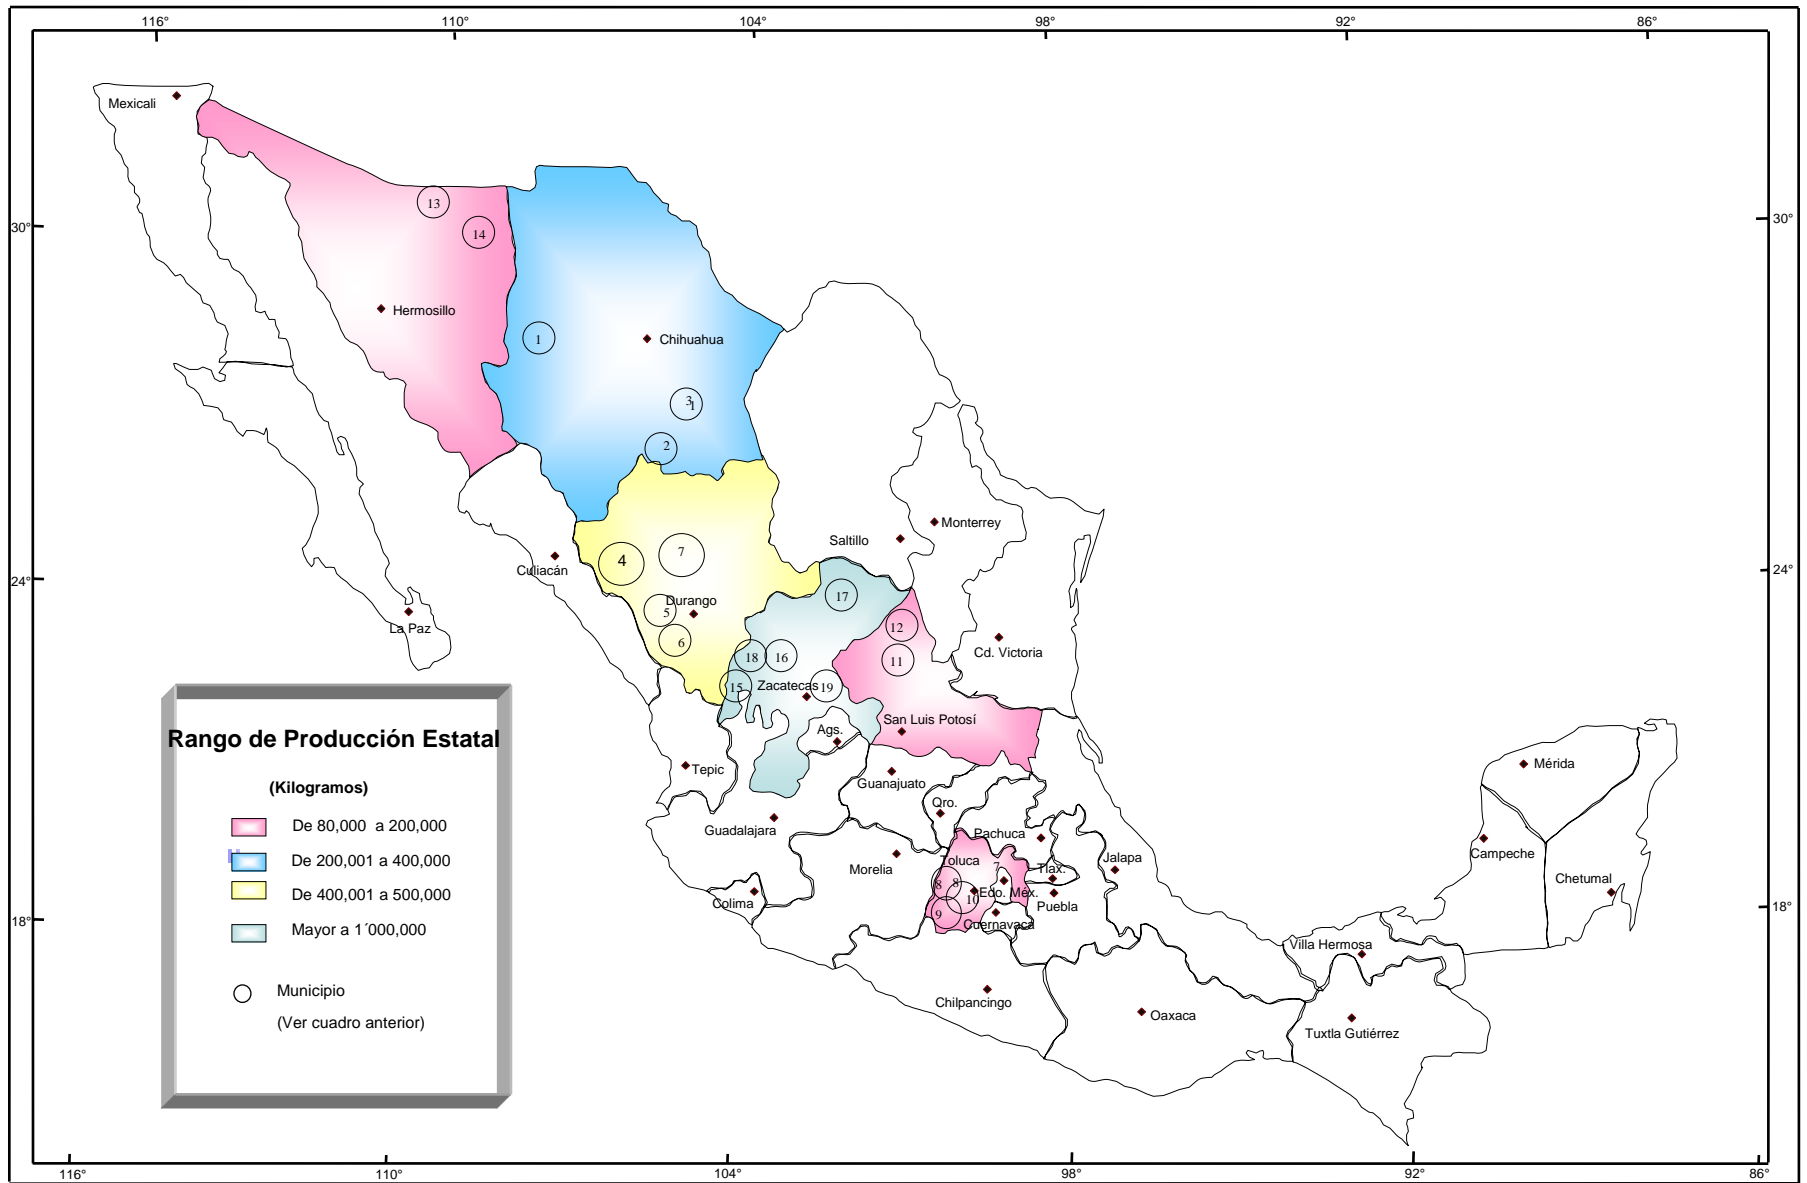 116° 110° 104° 98° 92° 86°
Mexicali
13
30° 30°
14
Hermosillo
1
Chihuahua
3
1
2
Monterrey
Saltillo
7
4
Culiacán
24° 24°
17
Durango
5
La Paz
12
6
Cd. Victoria
18
16
11
15
Zacatecas
19
San Luis Potosí
Ags.
Rango de Producción Estatal
Tepic
Mérida
(Kilogramos)
Guanajuato
Qro.
De 80,000 a 200,000
Guadalajara
Pachuca
De 200,001 a 400,000
Morelia
Toluca
7
Tlax.
Jalapa
Campeche
8
8
Chetumal
De 400,001 a 500,000
Colima
10
Edo. Méx.
Puebla
9
18° 18°
Cuernavaca
Mayor a 1´000,000
Villa Hermosa
Municipio
Chilpancingo
Oaxaca
(Ver cuadro anterior)
Tuxtla Gutiérrez
116° 110° 104° 98° 92° 86°